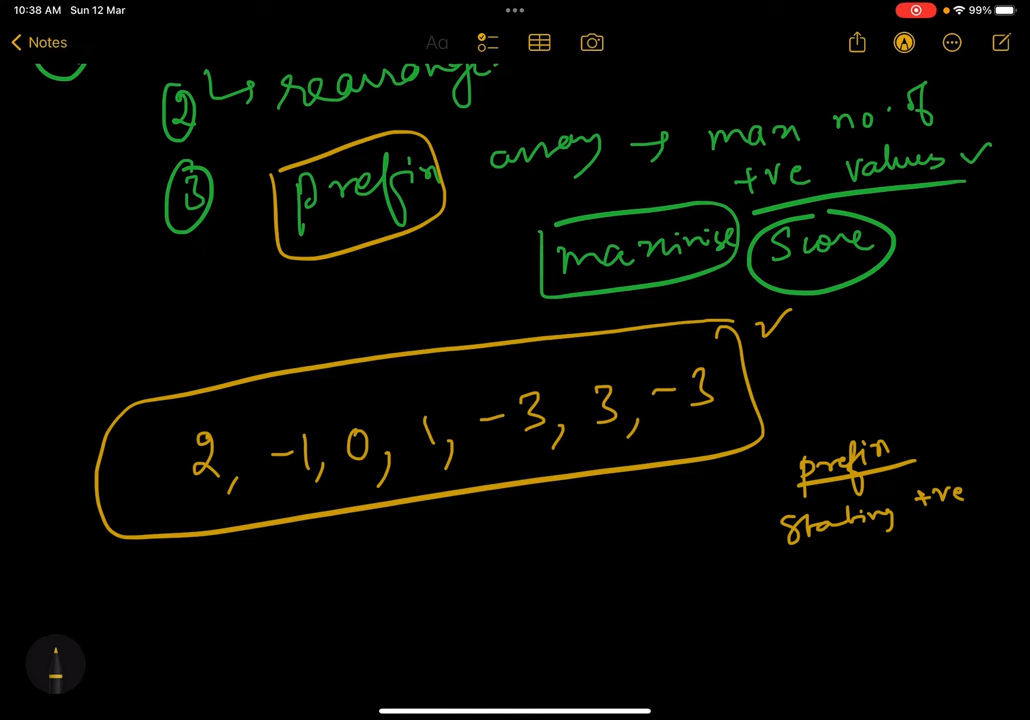 10:38 AM Sun 12 Mar
99%
Notes
Aa
2 ↳ rearrange
3 prefix array → max no. of
+ve values ✓
maximise Score
2, -1, 0, 1, -3, 3, -3 ✓
prefix
starting +ve